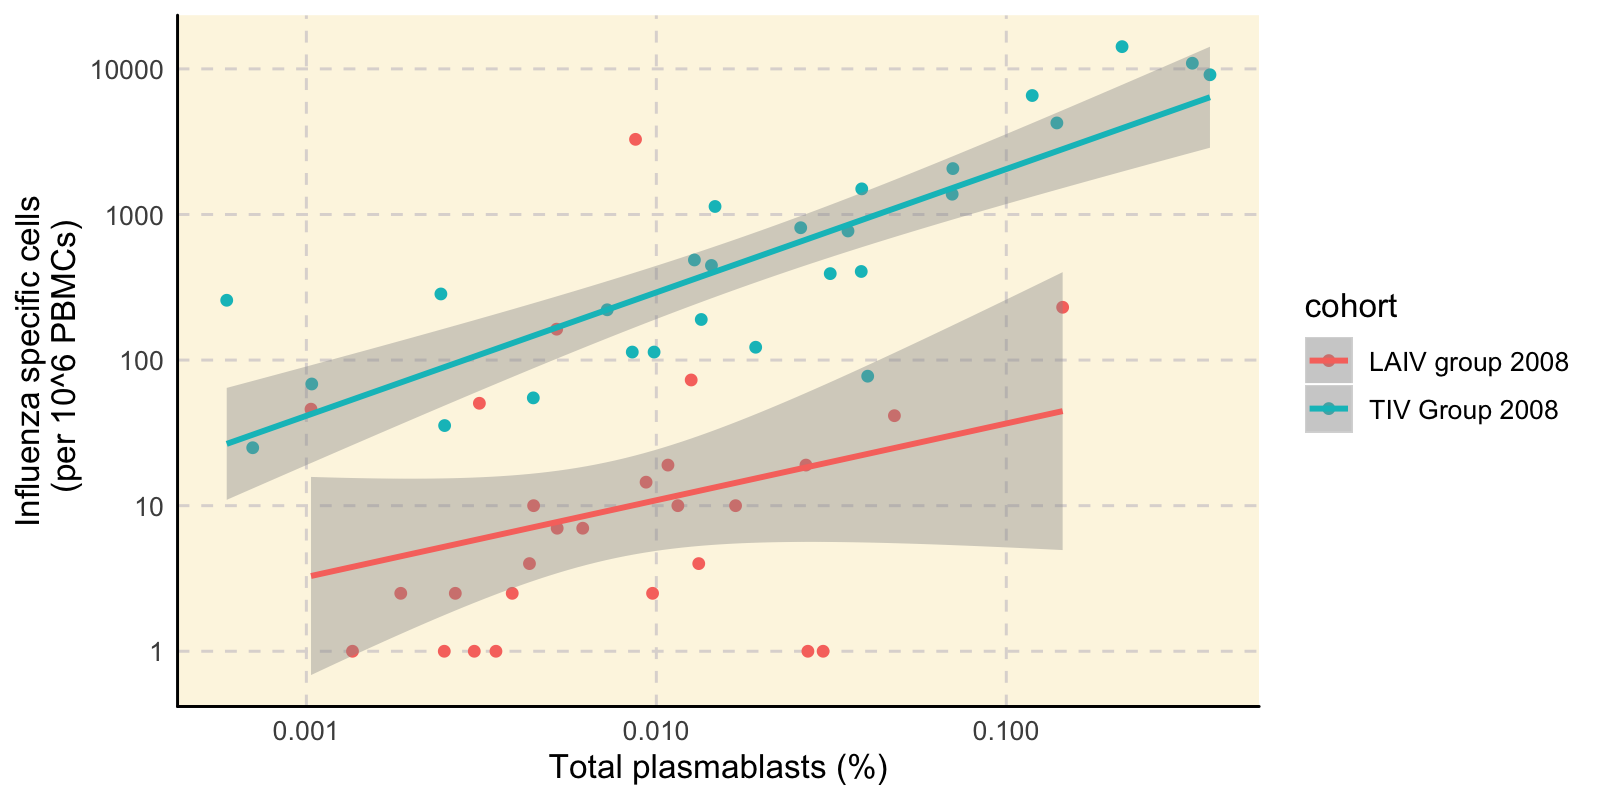 10000
1000
100
10
1
Influenza specific cells
(per 10^6 PBMCs)
0.001
0.010
0.100
Total plasmablasts (%)
cohort
LAIV group 2008
TIV Group 2008